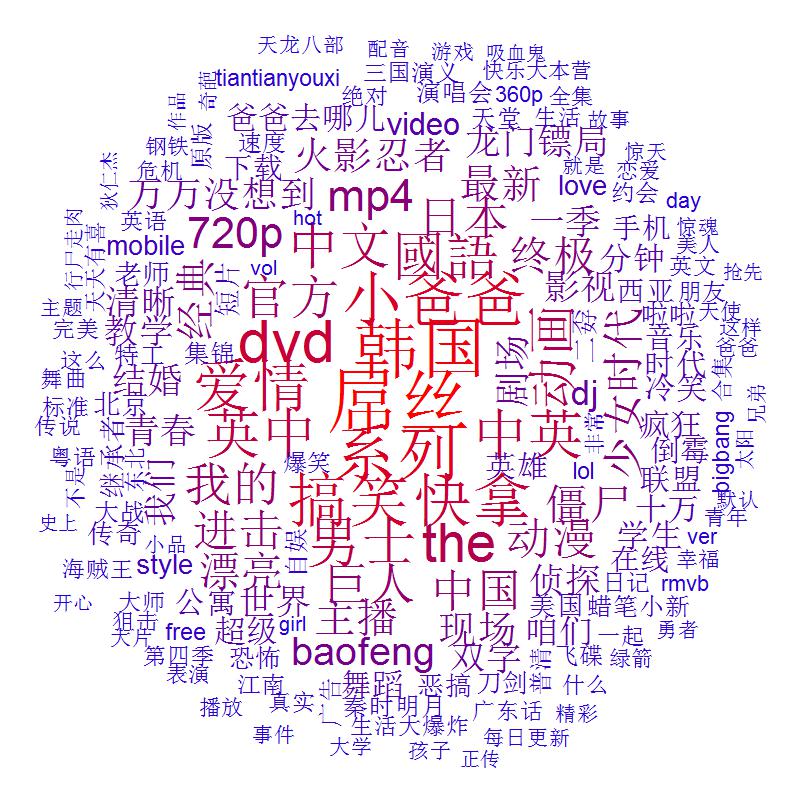 天龙八部
配音
游戏
吸血鬼
tiantianyouxi
三国演义
快乐大本营
作品
奇葩
绝对
演唱会
360p
全集
爸爸去哪儿
video
天堂
生活
故事
钢铁
原版
速度
火影忍者
龙门镖局
惊天
狄仁杰
危机
下载
最新
就是
恋爱
万万没想到
mp4
love
约会
day
行尸走肉
天天有喜
英语
720p
hot
日本
一季
手机
惊魂
mobile
中文
國語
终极
分钟
美人
老师
经典
短片
vol
官方
小爸爸
影视
西亚
朋友
英文
抢先
主题
清晰
完美
教学
dvd
韩国
剧场
动画
二婷
少女时代
啦啦
天使
音乐
这样
这么
特工
集锦
时代
爸爸
舞曲
结婚
爱情
屌丝
dj
冷笑
合集
标准
北京
兄弟
传说
青春
英中
系列
中英
非常
疯狂
bigbang
粤语
继承者
东北
倒霉
太阳
不是
我们
我的
爆笑
英雄
lol
联盟
大战
搞笑
快拿
僵尸
十万
默认
史上
传奇
进击
男士
the
动漫
学生
青年
ver
小品
自娱
海贼王
style
漂亮
巨人
中国
侦探
在线
幸福
日记
rmvb
开心
大师
公寓
世界
主播
美国
蜡笔小新
狙击
大片
free
超级
girl
现场
咱们
一起
勇者
第四季
恐怖
baofeng
双字
普清
飞碟
绿箭
表演
江南
舞蹈
恶搞
刀剑
什么
播放
真实
广告
秦时明月
广东话
精彩
事件
生活大爆炸
每日更新
大学
孩子
正传